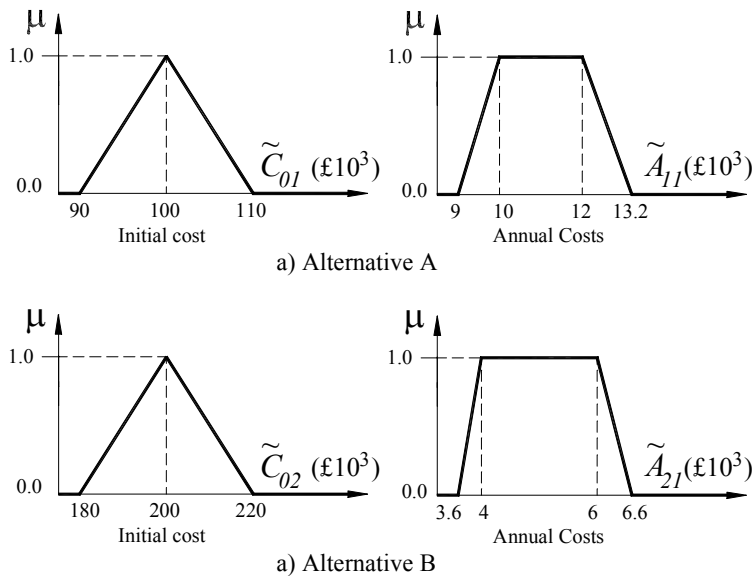 μ
1.0
0.0
90
100
110
C̃₀₁ (£10³)
Initial cost
μ
1.0
0.0
9
10
12
13.2
Ã₁₁ (£10³)
Annual Costs
a) Alternative A
μ
1.0
0.0
180
200
220
C̃₀₂ (£10³)
Initial cost
μ
1.0
0.0
3.6
4
6
6.6
Ã₂₁(£10³)
Annual Costs
a) Alternative B